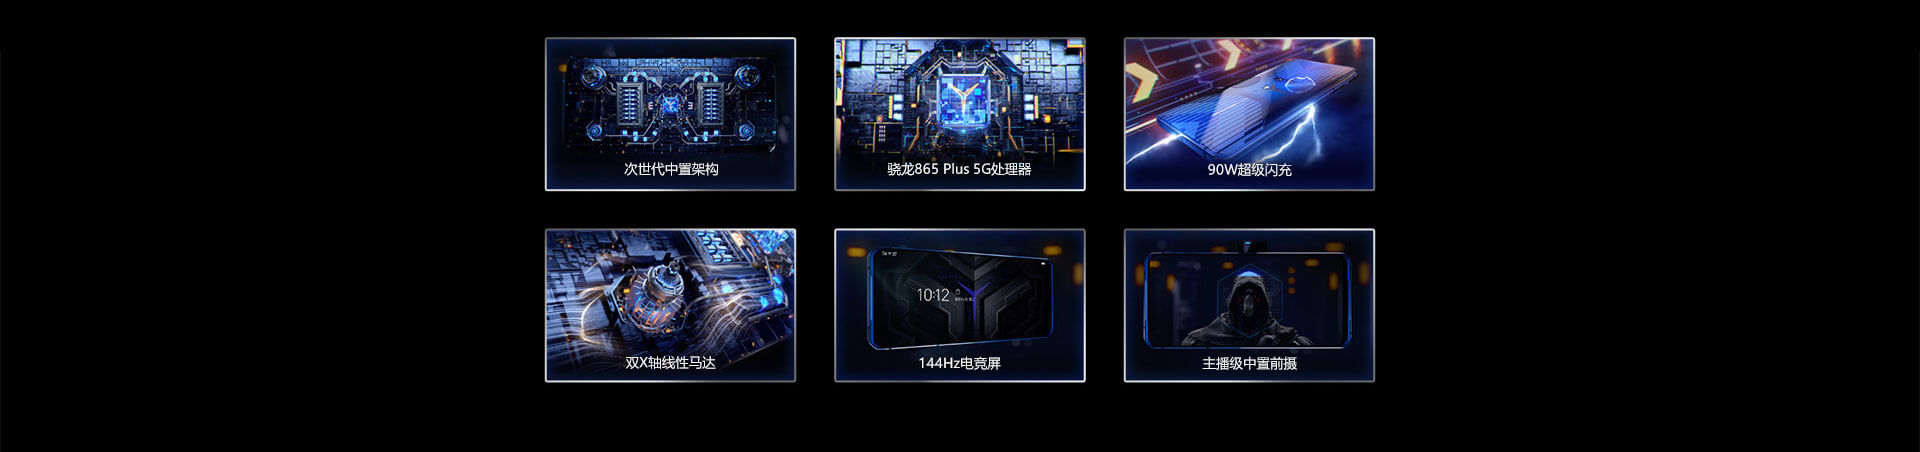 次世代中置架构
骁龙865 Plus 5G处理器
90W超级闪充
双X轴线性马达
10:12
144Hz电竞屏
主播级中置前摄